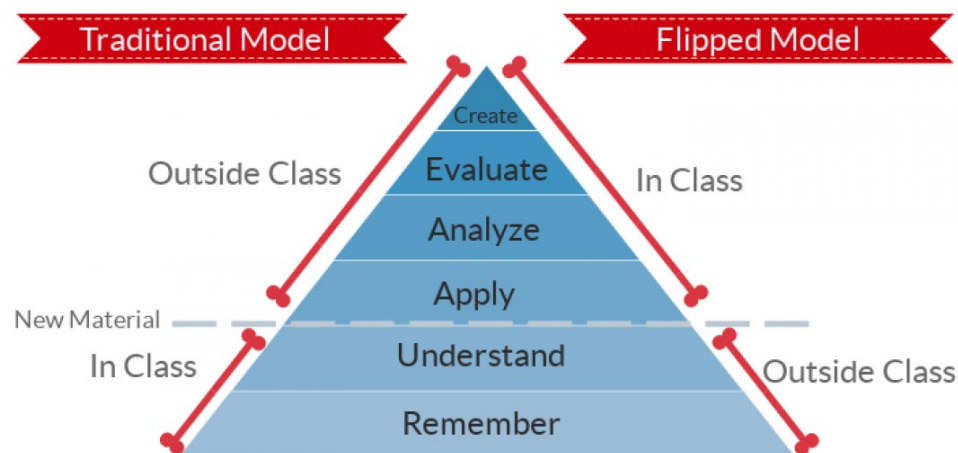 Traditional Model
Flipped Model
Create
Outside Class
Evaluate
In Class
Analyze
Apply
New Material
In Class
Understand
Outside Class
Remember